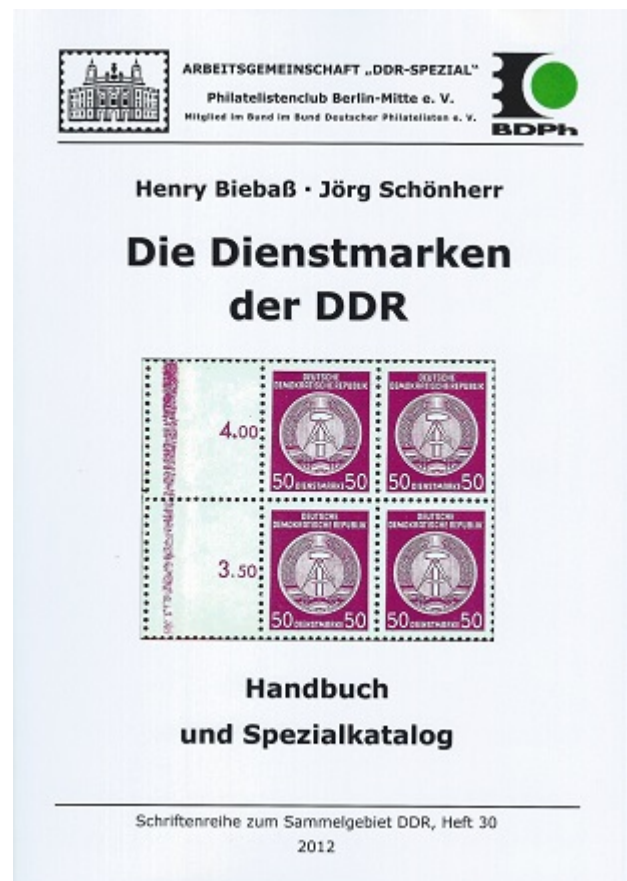 ARBEITSGEMEINSCHAFT „DDR-SPEZIAL"
Philatelistenclub Berlin-Mitte e. V.
Mitglied im Bund im Bund Deutscher Philatelisten e. V.
BDPh
Henry Biebaß · Jörg Schönherr
Die Dienstmarken
der DDR
4.00
DEUTSCHE
DEMOKRATISCHE REPUBLIK
50 DIENSTMARKE 50
DEUTSCHE
DEMOKRATISCHE REPUBLIK
50 DIENSTMARKE 50
3.50
DEUTSCHE
DEMOKRATISCHE REPUBLIK
50 DIENSTMARKE 50
DEUTSCHE
DEMOKRATISCHE REPUBLIK
50 DIENSTMARKE 50
Handbuch
und Spezialkatalog
Schriftenreihe zum Sammelgebiet DDR, Heft 30
2012